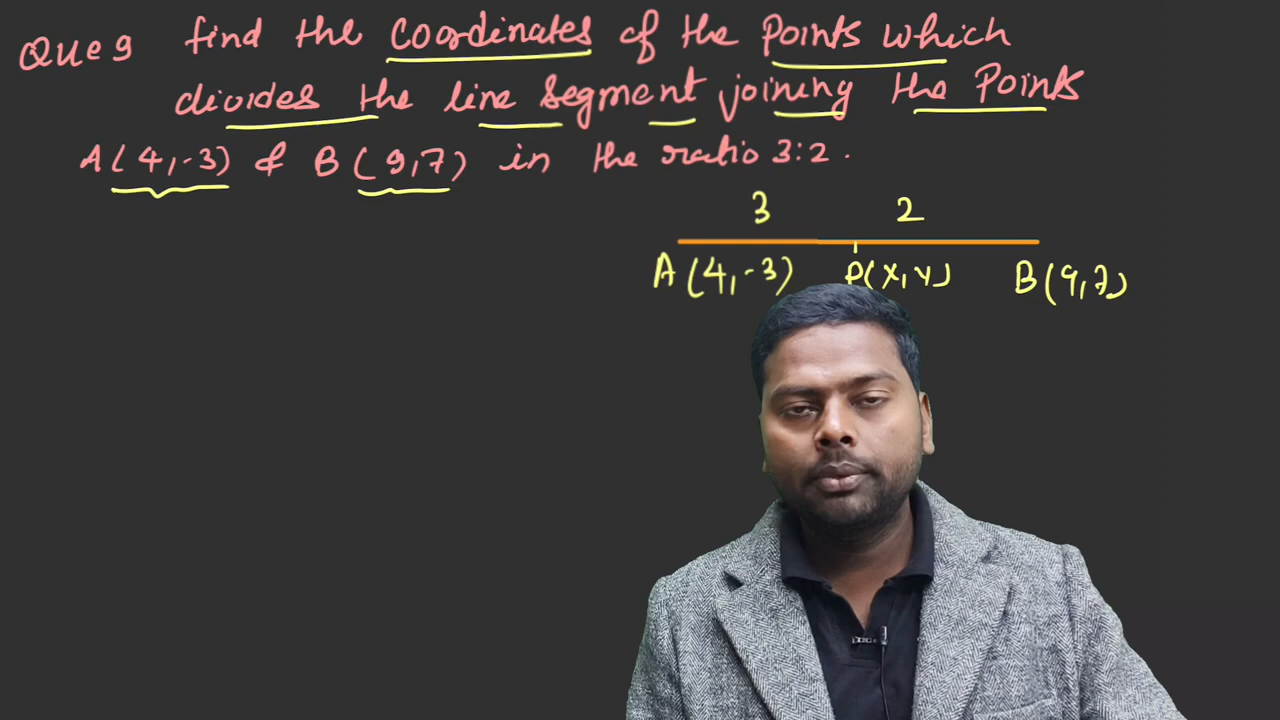 Que 9 find the coordinates of the points which
divides the line segment joining the points
A(4,-3) & B(9,7) in the ratio 3:2.
3 2
A(4,-3) P(x,y) B(9,7)